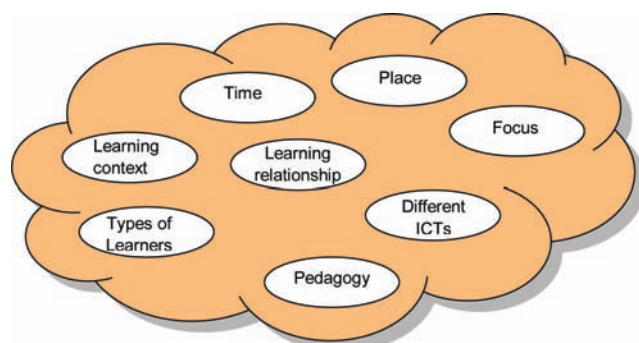 Time
Place
Focus
Learning
context
Learning
relationship
Types of
Learners
Different
ICTs
Pedagogy